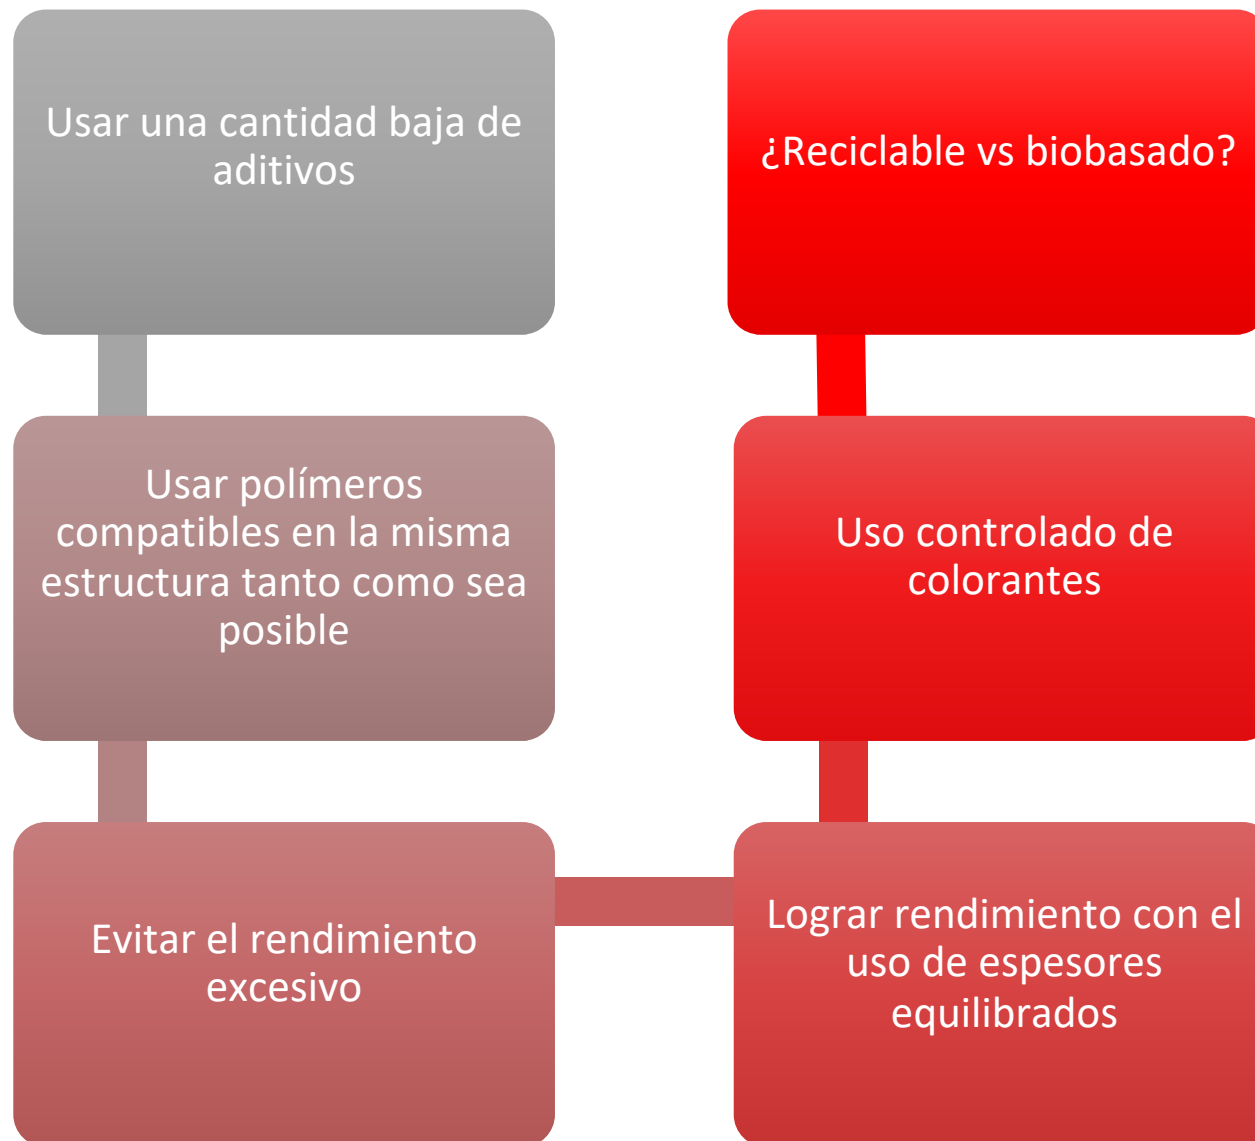 Usar una cantidad baja de
aditivos
Usar polímeros
compatibles en la misma
estructura tanto como sea
posible
Evitar el rendimiento
excesivo
Lograr rendimiento con el
uso de espesores
equilibrados
Uso controlado de
colorantes
¿Reciclable vs biobasado?